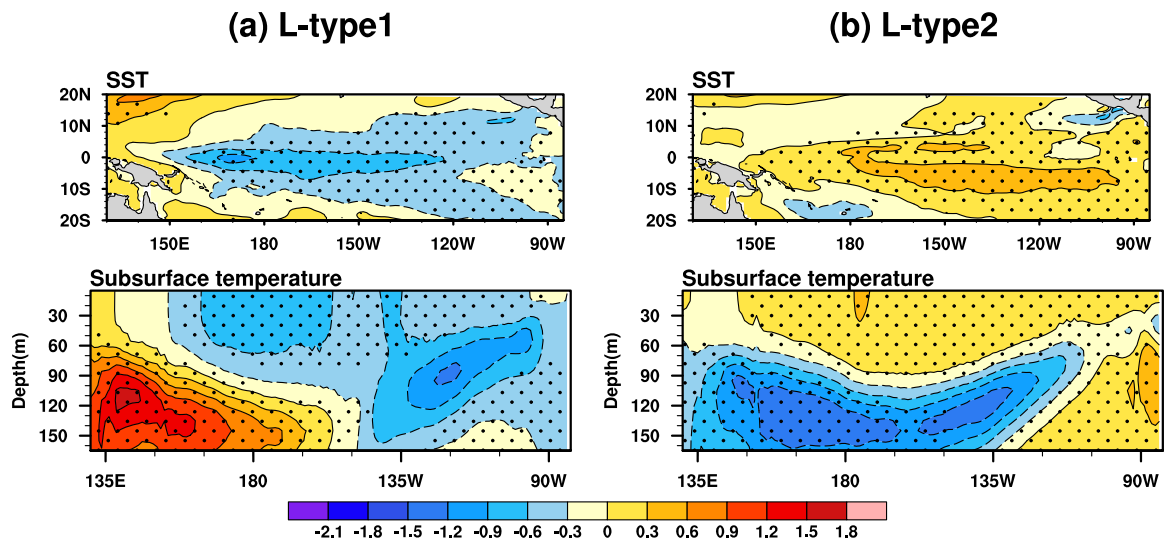 (a) L-type1
(b) L-type2
SST
20N
10N
0
10S
20S
150E 180 150W 120W 90W
SST
20N
10N
0
10S
20S
150E 180 150W 120W 90W
Subsurface temperature
Depth(m)
30
60
90
120
150
135E 180 135W 90W
Subsurface temperature
Depth(m)
30
60
90
120
150
135E 180 135W 90W
-2.1 -1.8 -1.5 -1.2 -0.9 -0.6 -0.3 0 0.3 0.6 0.9 1.2 1.5 1.8